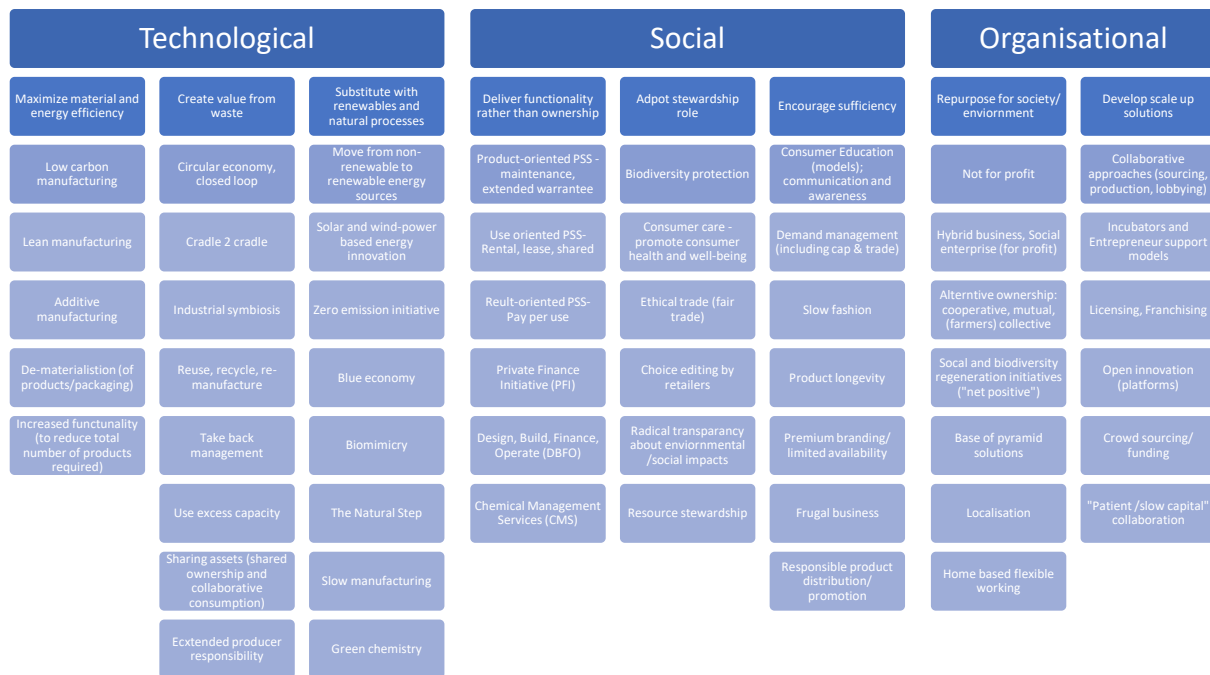 Technological
Maximize material and
energy efficiency
Low carbon
manufacturing
Lean manufacturing
Additive
manufacturing
De-materialistion (of
products/packaging)
Increased functunality
(to reduce total
number of products
required)
Create value from
waste
Circular economy,
closed loop
Cradle 2 cradle
Industrial symbiosis
Reuse, recycle, re-
manufacture
Take back
management
Use excess capacity
Sharing assets (shared
ownership and
collaborative
consumption)
Ecxtended producer
responsibility
Substitute with
renewables and
natural processes
Move from non-
renewable to
renewable energy
sources
Solar and wind-power
based energy
innovation
Zero emission initiative
Blue economy
Biomimicry
The Natural Step
Slow manufacturing
Green chemistry
Social
Deliver functionality
rather than ownership
Product-oriented PSS -
maintenance,
extended warrantee
Use oriented PSS-
Rental, lease, shared
Reult-oriented PSS-
Pay per use
Private Finance
Initiative (PFI)
Design, Build, Finance,
Operate (DBFO)
Chemical Management
Services (CMS)
Adpot stewardship
role
Biodiversity protection
Consumer care -
promote consumer
health and well-being
Ethical trade (fair
trade)
Choice editing by
retailers
Radical transparancy
about enviornmental
/social impacts
Resource stewardship
Encourage sufficiency
Consumer Education
(models);
communication and
awareness
Demand management
(including cap & trade)
Slow fashion
Product longevity
Premium branding/
limited availability
Frugal business
Responsible product
distribution/
promotion
Organisational
Repurpose for society/
enviornment
Not for profit
Hybrid business, Social
enterprise (for profit)
Alterntive ownership:
cooperative, mutual,
(farmers) collective
Socal and biodiversity
regeneration initiatives
("net positive")
Base of pyramid
solutions
Localisation
Home based flexible
working
Develop scale up
solutions
Collaborative
approaches (sourcing,
production, lobbying)
Incubators and
Entrepreneur support
models
Licensing, Franchising
Open innovation
(platforms)
Crowd sourcing/
funding
"Patient /slow capital"
collaboration